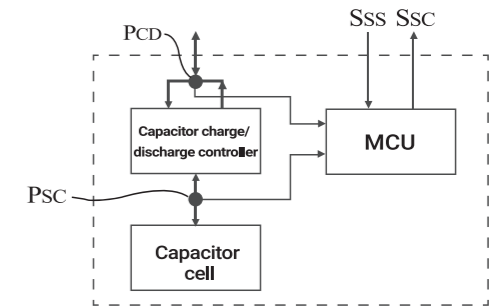 PCD
SSS SSC
Capacitor charge/
discharge controller
MCU
PSC
Capacitor
cell